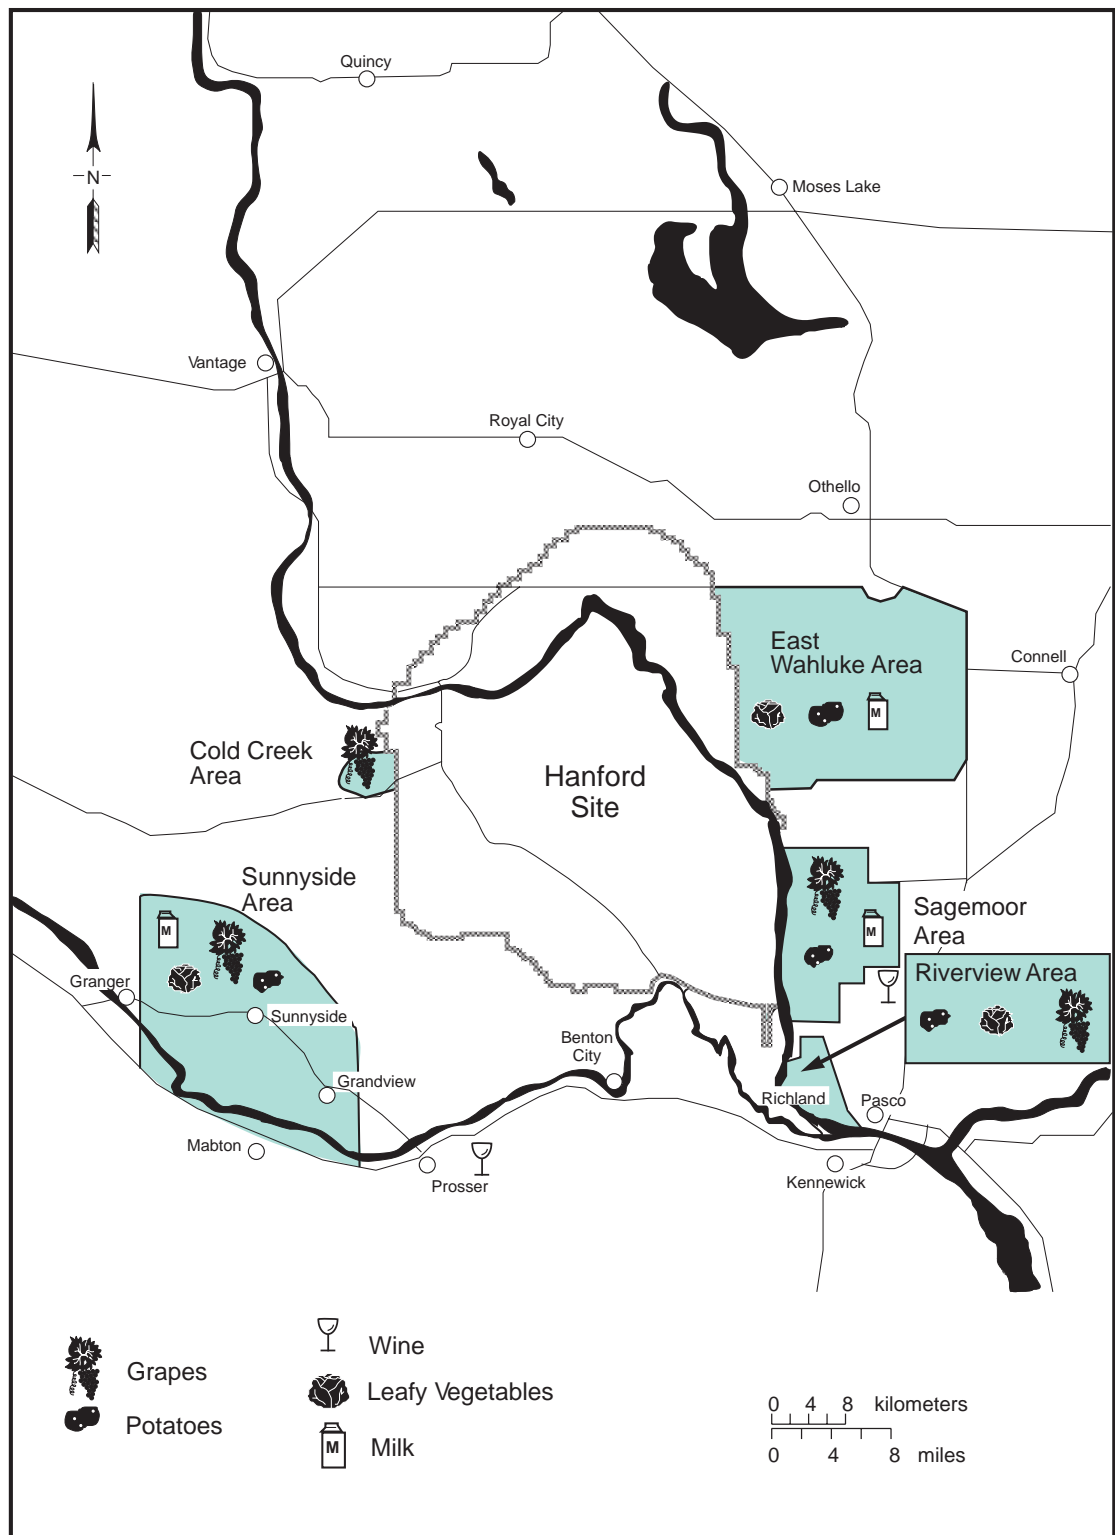 Quincy
N
Moses Lake
Vantage
Royal City
Othello
East
Wahluke Area
Connell
M
Cold Creek
Area
Hanford
Site
Sunnyside
Area
M
Sagemoor
Area
M
Riverview Area
Granger
Sunnyside
Benton
City
Grandview
Richland
Pasco
Mabton
Prosser
Kennewick
Wine
Grapes
Leafy Vegetables
Potatoes
M
Milk
0 4 8 kilometers
0 4 8 miles